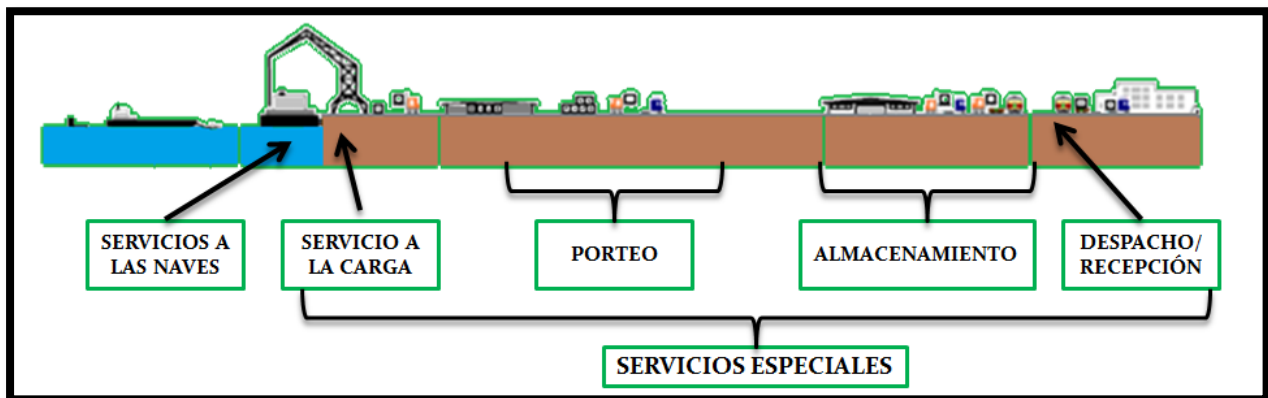 SERVICIOS A
LAS NAVES
SERVICIO A
LA CARGA
PORTEO
ALMACENAMIENTO
DESPACHO/
RECEPCIÓN
SERVICIOS ESPECIALES